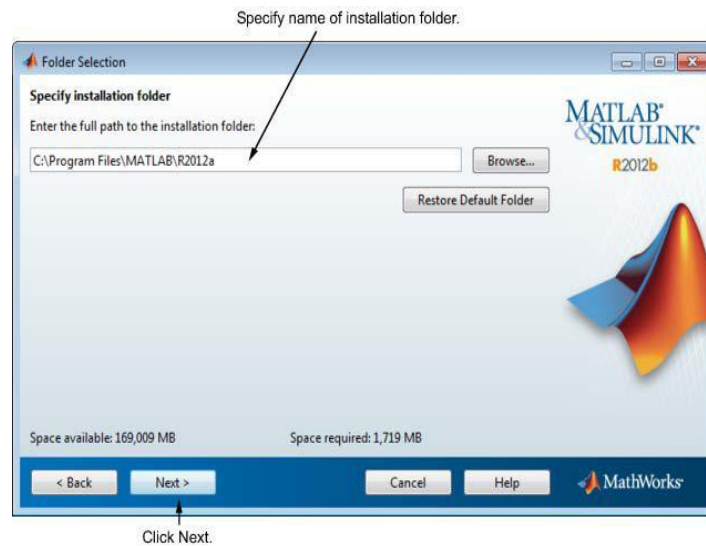 Specify name of installation folder.
Folder Selection
Specify installation folder
Enter the full path to the installation folder:
C:\Program Files\MATLAB\R2012a
Browse...
Restore Default Folder
MATLAB®
&SIMULINK®
R2012b
Space available: 169,009 MB
Space required: 1,719 MB
< Back
Next >
Cancel
Help
MathWorks®
Click Next.